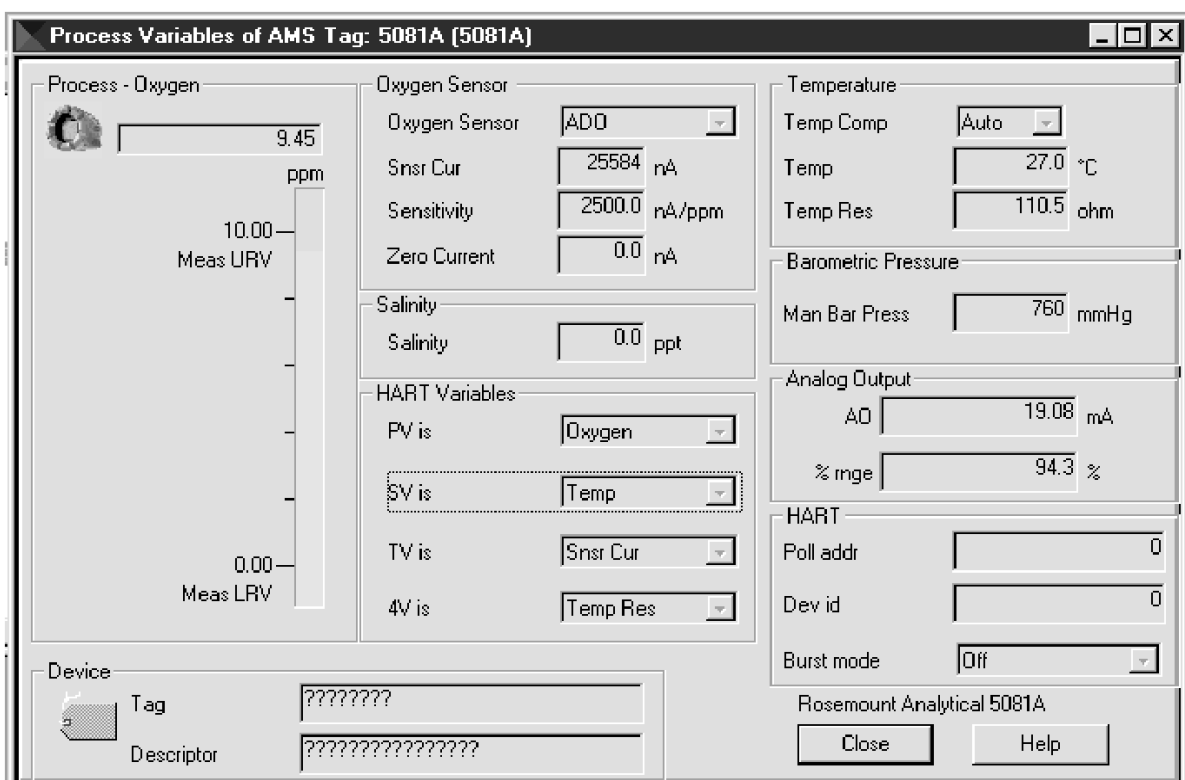 Process Variables of AMS Tag: 5081A (5081A)
Process - Oxygen
9.45
ppm
10.00
Meas URV
0.00
Meas LRV
Oxygen Sensor
Oxygen Sensor ADO
Snsr Cur 25584 nA
Sensitivity 2500.0 nA/ppm
Zero Current 0.0 nA
Salinity
Salinity 0.0 ppt
HART Variables
PV is Oxygen
SV is Temp
TV is Snsr Cur
4V is Temp Res
Temperature
Temp Comp Auto
Temp 27.0 °C
Temp Res 110.5 ohm
Barometric Pressure
Man Bar Press 760 mmHg
Analog Output
AO 19.08 mA
% rnge 94.3 %
HART
Poll addr 0
Dev id 0
Burst mode Off
Device
Tag ????????
Descriptor ????????????????
Rosemount Analytical 5081A
Close Help